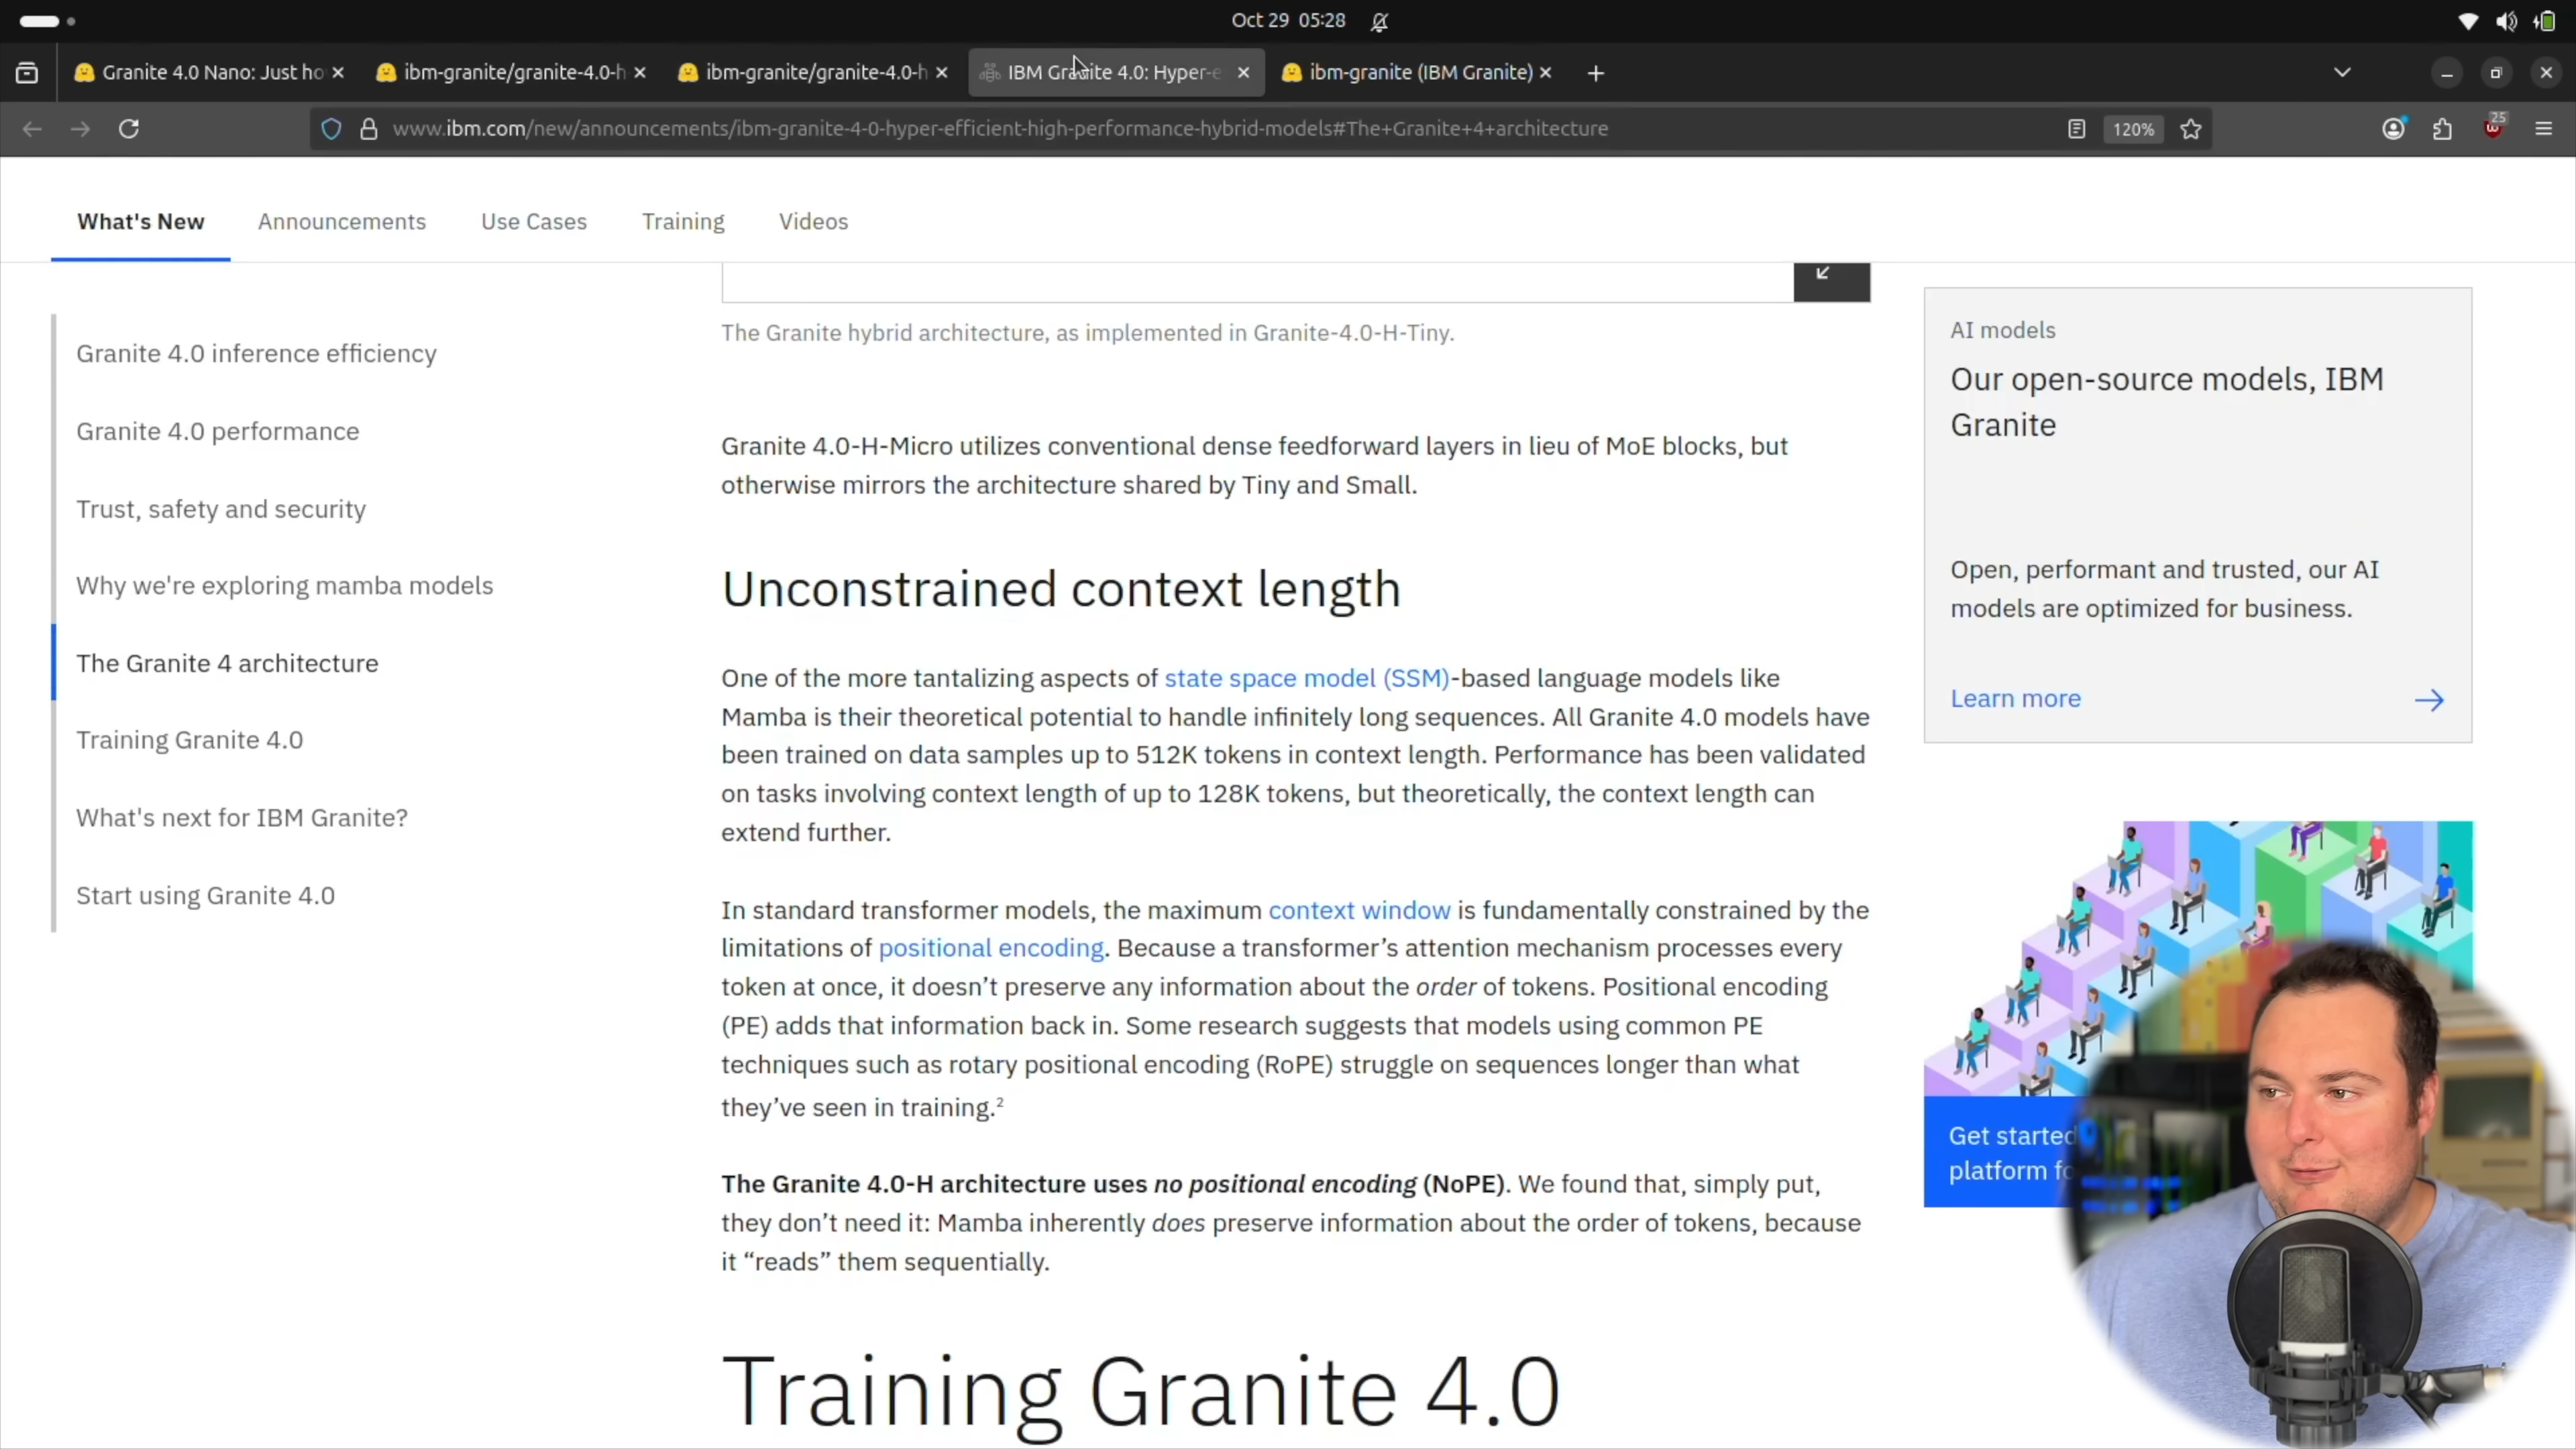 Oct 29 05:28
Granite 4.0 Nano: Just ho
ibm-granite/granite-4.0-h
ibm-granite/granite-4.0-h
IBM Granite 4.0: Hyper-e
ibm-granite (IBM Granite)
www.ibm.com/new/announcements/ibm-granite-4-0-hyper-efficient-high-performance-hybrid-models#The+Granite+4+architecture
120%
25
What's New
Announcements
Use Cases
Training
Videos
Granite 4.0 inference efficiency
Granite 4.0 performance
Trust, safety and security
Why we're exploring mamba models
The Granite 4 architecture
Training Granite 4.0
What's next for IBM Granite?
Start using Granite 4.0
The Granite hybrid architecture, as implemented in Granite-4.0-H-Tiny.
Granite 4.0-H-Micro utilizes conventional dense feedforward layers in lieu of MoE blocks, but
otherwise mirrors the architecture shared by Tiny and Small.
Unconstrained context length
One of the more tantalizing aspects of state space model (SSM)-based language models like
Mamba is their theoretical potential to handle infinitely long sequences. All Granite 4.0 models have
been trained on data samples up to 512K tokens in context length. Performance has been validated
on tasks involving context length of up to 128K tokens, but theoretically, the context length can
extend further.
In standard transformer models, the maximum context window is fundamentally constrained by the
limitations of positional encoding. Because a transformer’s attention mechanism processes every
token at once, it doesn’t preserve any information about the order of tokens. Positional encoding
(PE) adds that information back in. Some research suggests that models using common PE
techniques such as rotary positional encoding (RoPE) struggle on sequences longer than what
they’ve seen in training.²
The Granite 4.0-H architecture uses no positional encoding (NoPE). We found that, simply put,
they don’t need it: Mamba inherently does preserve information about the order of tokens, because
it “reads” them sequentially.
Training Granite 4.0
AI models
Our open-source models, IBM
Granite
Open, performant and trusted, our AI
models are optimized for business.
Learn more
Get started
platform fo